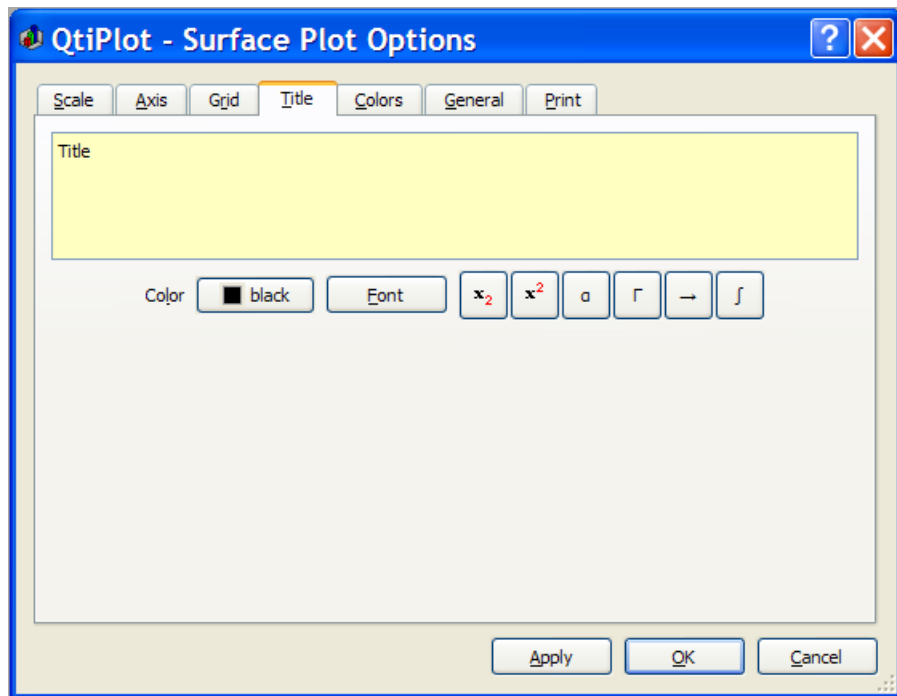 QtiPlot - Surface Plot Options ?
Scale Axis Grid Title Colors General Print
Title
Color black Font x₂ x² α Γ → ∫
Apply OK Cancel